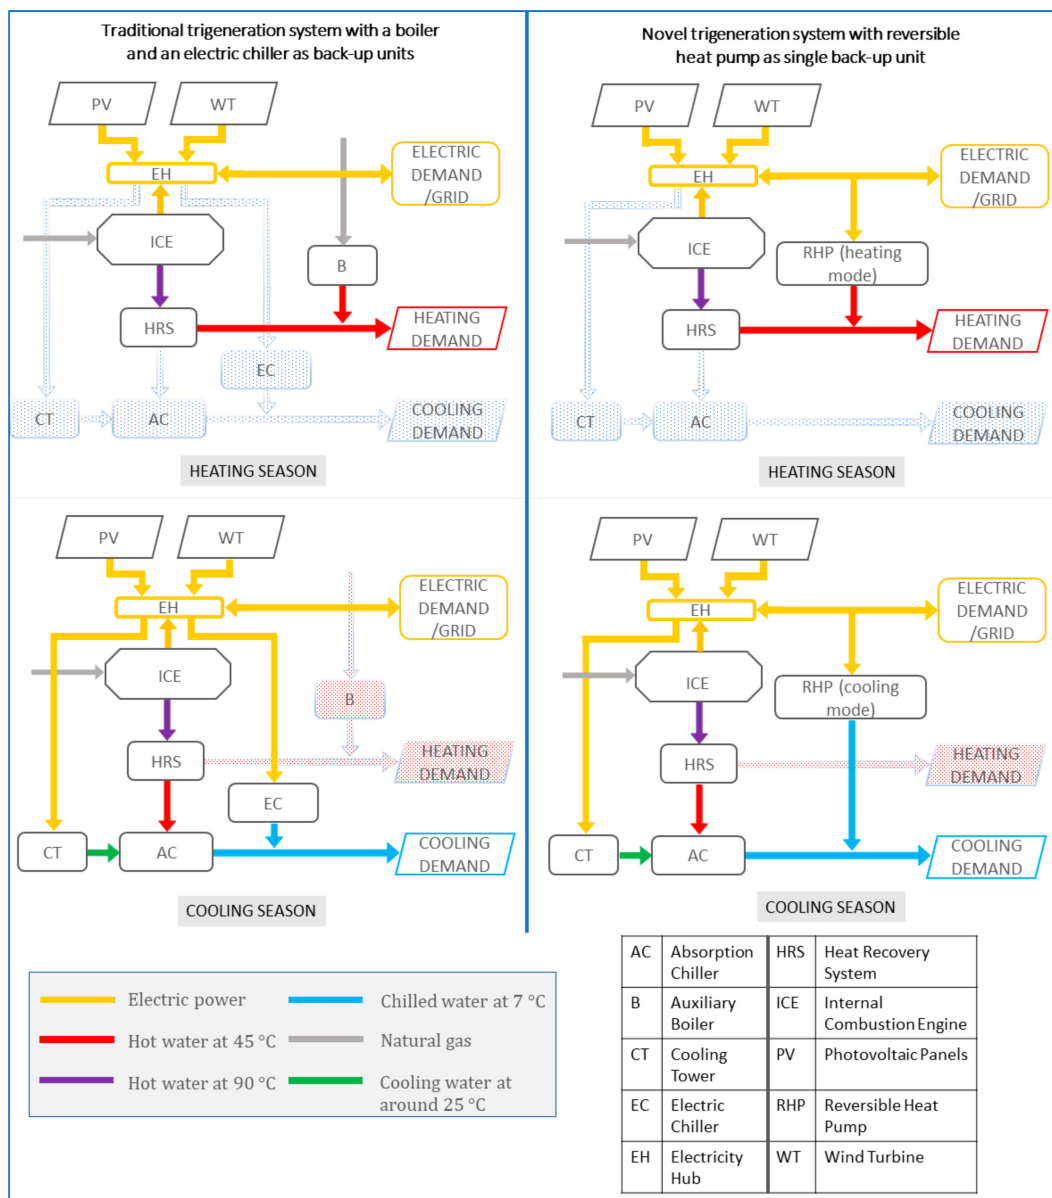 Traditional trigeneration system with a boiler
and an electric chiller as back-up units
PV
WT
EH
ELECTRIC
DEMAND
/GRID
ICE
B
HRS
HEATING
DEMAND
EC
CT
AC
COOLING
DEMAND
HEATING SEASON
Novel trigeneration system with reversible
heat pump as single back-up unit
PV
WT
EH
ELECTRIC
DEMAND
/GRID
ICE
RHP (heating
mode)
HRS
HEATING
DEMAND
CT
AC
COOLING
DEMAND
HEATING SEASON
PV
WT
EH
ELECTRIC
DEMAND
/GRID
ICE
B
HRS
HEATING
DEMAND
EC
CT
AC
COOLING
DEMAND
COOLING SEASON
PV
WT
EH
ELECTRIC
DEMAND
/GRID
ICE
RHP (cooling
mode)
HRS
HEATING
DEMAND
CT
AC
COOLING
DEMAND
COOLING SEASON
Electric power
Chilled water at 7 °C
Hot water at 45 °C
Natural gas
Hot water at 90 °C
Cooling water at
around 25 °C
AC Absorption HRS Heat Recovery
Chiller System
B Auxiliary ICE Internal
Boiler Combustion Engine
CT Cooling PV Photovoltaic Panels
Tower
EC Electric RHP Reversible Heat
Chiller Pump
EH Electricity WT Wind Turbine
Hub